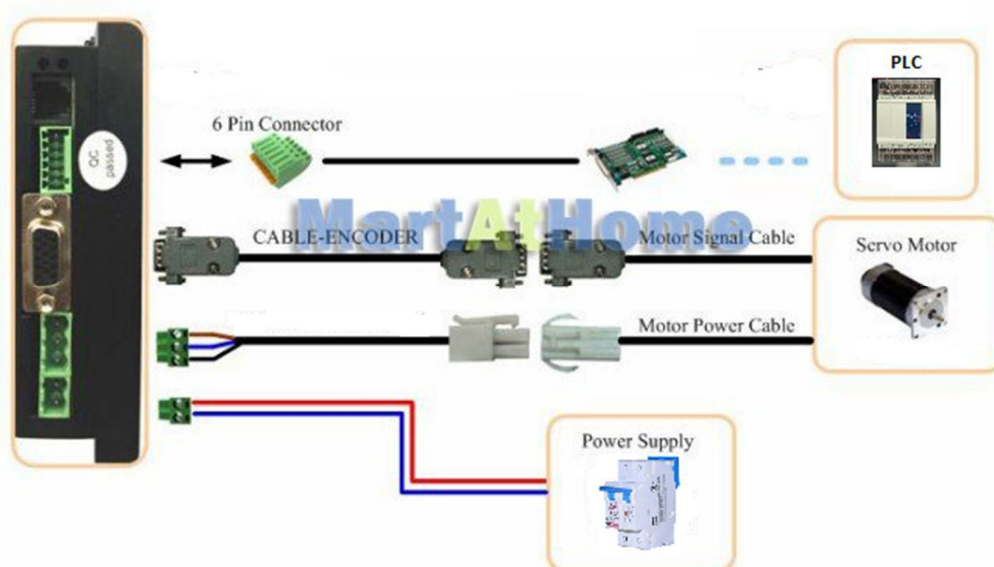 PLC
6 Pin Connector
QC
passed
MartAtHome
CABLE-ENCODER
Motor Signal Cable
Servo Motor
Motor Power Cable
Power Supply